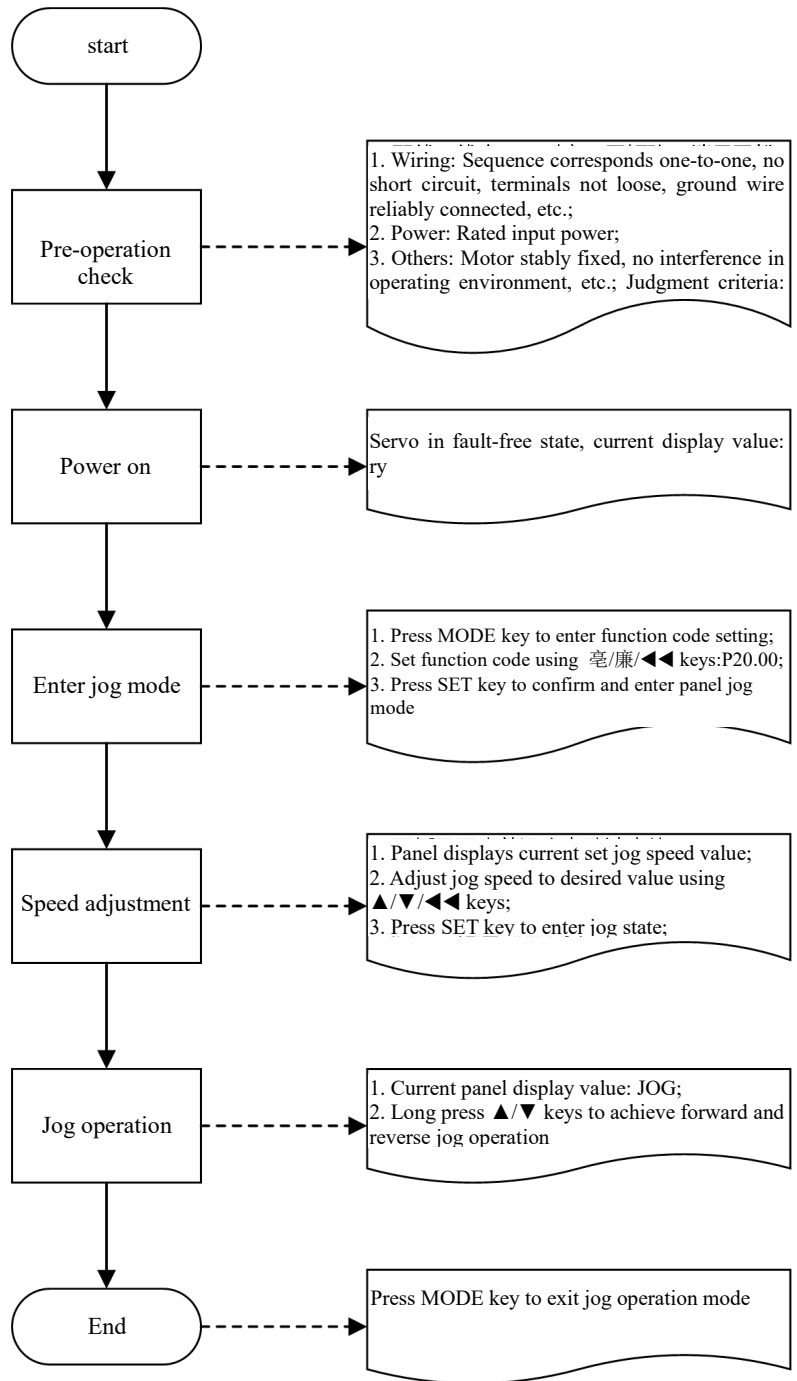 start
Pre-operation
check
1. Wiring: Sequence corresponds one-to-one, no
short circuit, terminals not loose, ground wire
reliably connected, etc.;
2. Power: Rated input power;
3. Others: Motor stably fixed, no interference in
operating environment, etc.; Judgment criteria:
Power on
Servo in fault-free state, current display value:
ry
Enter jog mode
1. Press MODE key to enter function code setting;
2. Set function code using 亳/廉/◀◀ keys:P20.00;
3. Press SET key to confirm and enter panel jog
mode
Speed adjustment
1. Panel displays current set jog speed value;
2. Adjust jog speed to desired value using
▲/▼/◀◀ keys;
3. Press SET key to enter jog state;
Jog operation
1. Current panel display value: JOG;
2. Long press ▲/▼ keys to achieve forward and
reverse jog operation
End
Press MODE key to exit jog operation mode